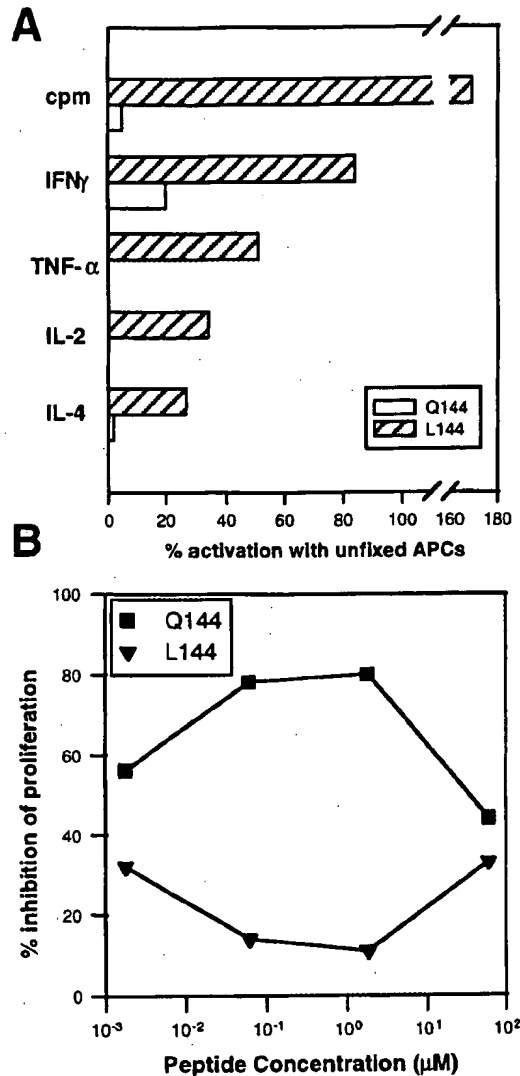 A
cpm
IFNγ
TNF-α
IL-2
IL-4
Q144
L144
0 20 40 60 80 100 160 180
% activation with unfixed APCs
B
100
80
60
40
20
0
Q144
L144
% inhibition of proliferation
10⁻³ 10⁻² 10⁻¹ 10⁰ 10¹ 10²
Peptide Concentration (μM)